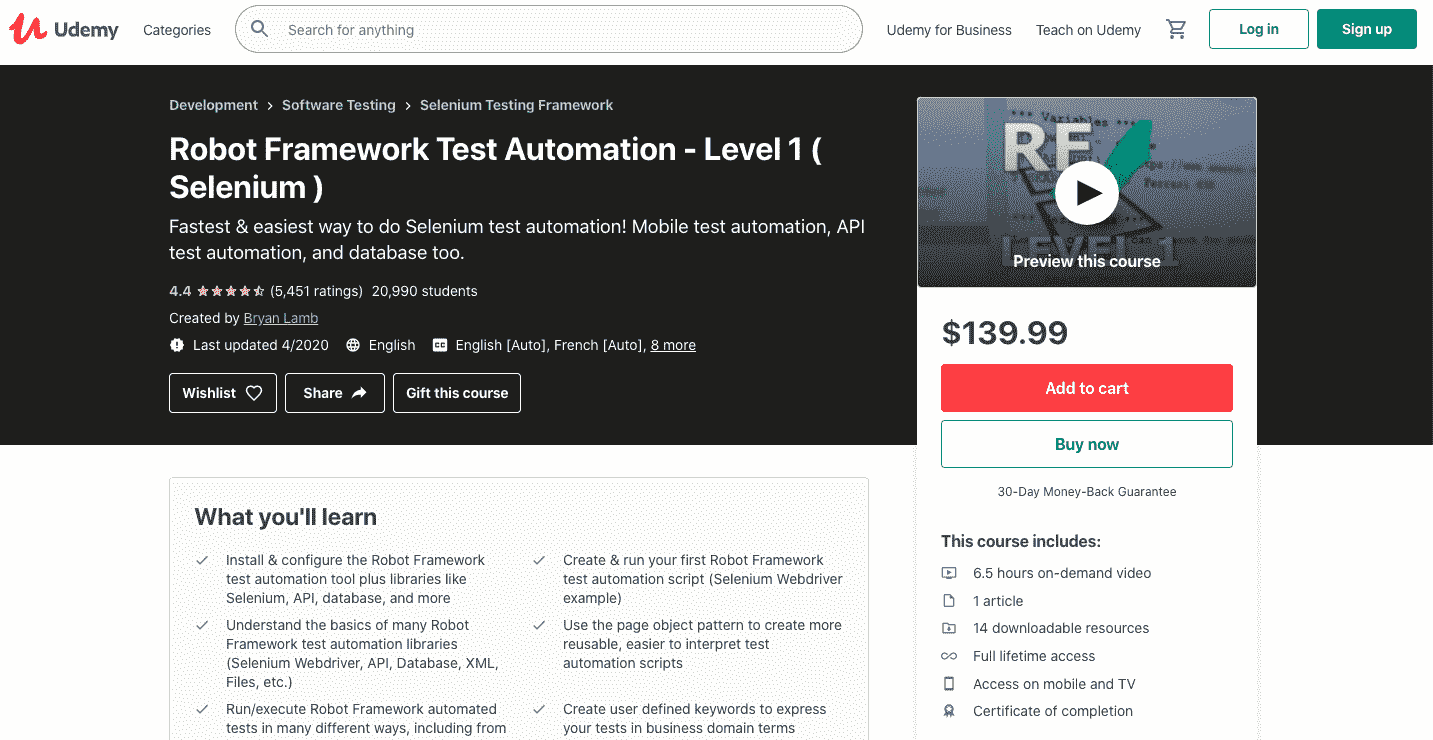 Udemy
Categories
Search for anything
Udemy for Business
Teach on Udemy
Log in
Sign up
Development › Software Testing › Selenium Testing Framework
Robot Framework Test Automation - Level 1 (
Selenium )
Fastest & easiest way to do Selenium test automation! Mobile test automation, API
test automation, and database too.
4.4 (5,451 ratings) 20,990 students
Created by Bryan Lamb
Last updated 4/2020 English English [Auto], French [Auto], 8 more
Wishlist
Share
Gift this course
*** Variables ***
RF
LEVEL 1
Preview this course
$139.99
Add to cart
Buy now
30-Day Money-Back Guarantee
This course includes:
6.5 hours on-demand video
1 article
14 downloadable resources
Full lifetime access
Access on mobile and TV
Certificate of completion
What you'll learn
Install & configure the Robot Framework
test automation tool plus libraries like
Selenium, API, database, and more
Understand the basics of many Robot
Framework test automation libraries
(Selenium Webdriver, API, Database, XML,
Files, etc.)
Run/execute Robot Framework automated
tests in many different ways, including from
Create & run your first Robot Framework
test automation script (Selenium Webdriver
example)
Use the page object pattern to create more
reusable, easier to interpret test
automation scripts
Create user defined keywords to express
your tests in business domain terms